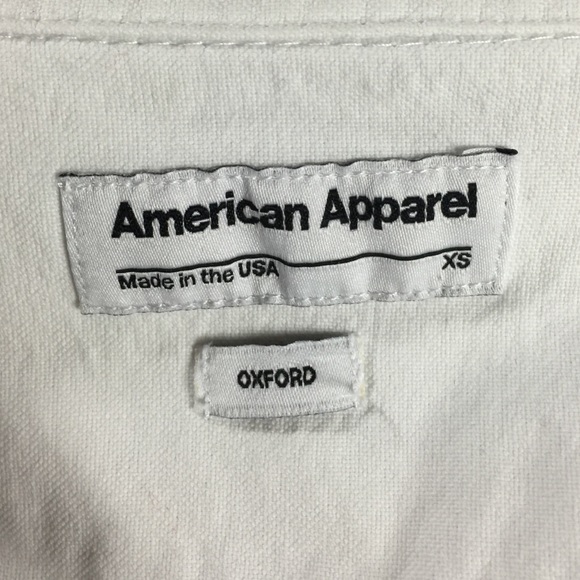 American Apparel
Made in the USA XS
OXFORD